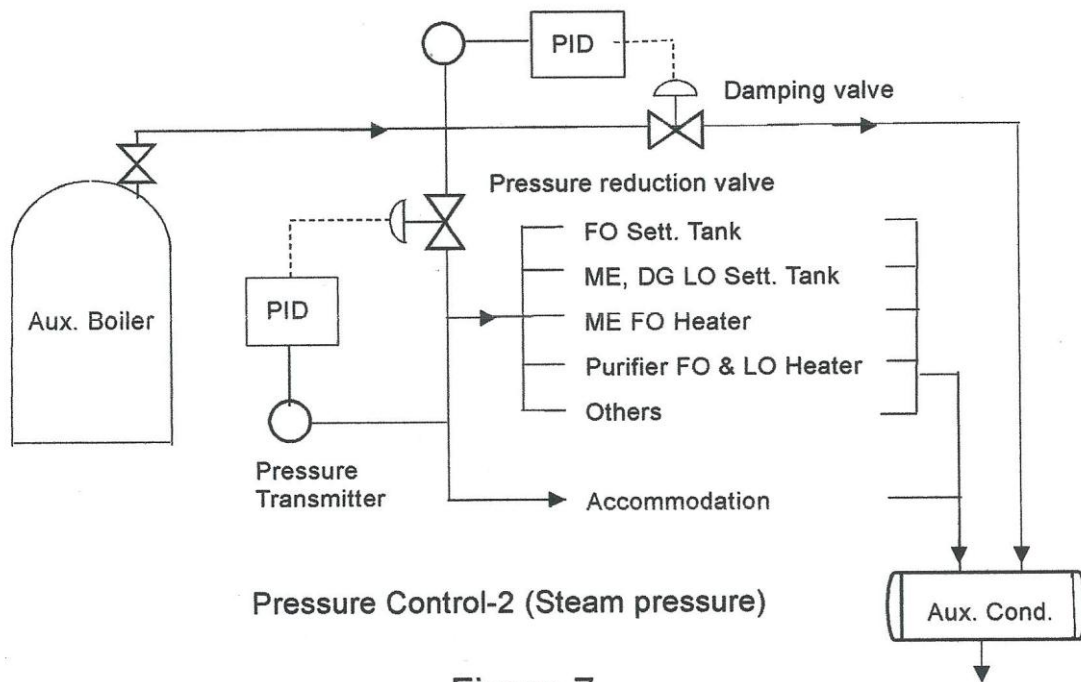 PID
Damping valve
Pressure reduction valve
FO Sett. Tank
PID
ME, DG LO Sett. Tank
Aux. Boiler
ME FO Heater
Purifier FO & LO Heater
Others
Pressure
Transmitter
Accommodation
Pressure Control-2 (Steam pressure)
Aux. Cond.